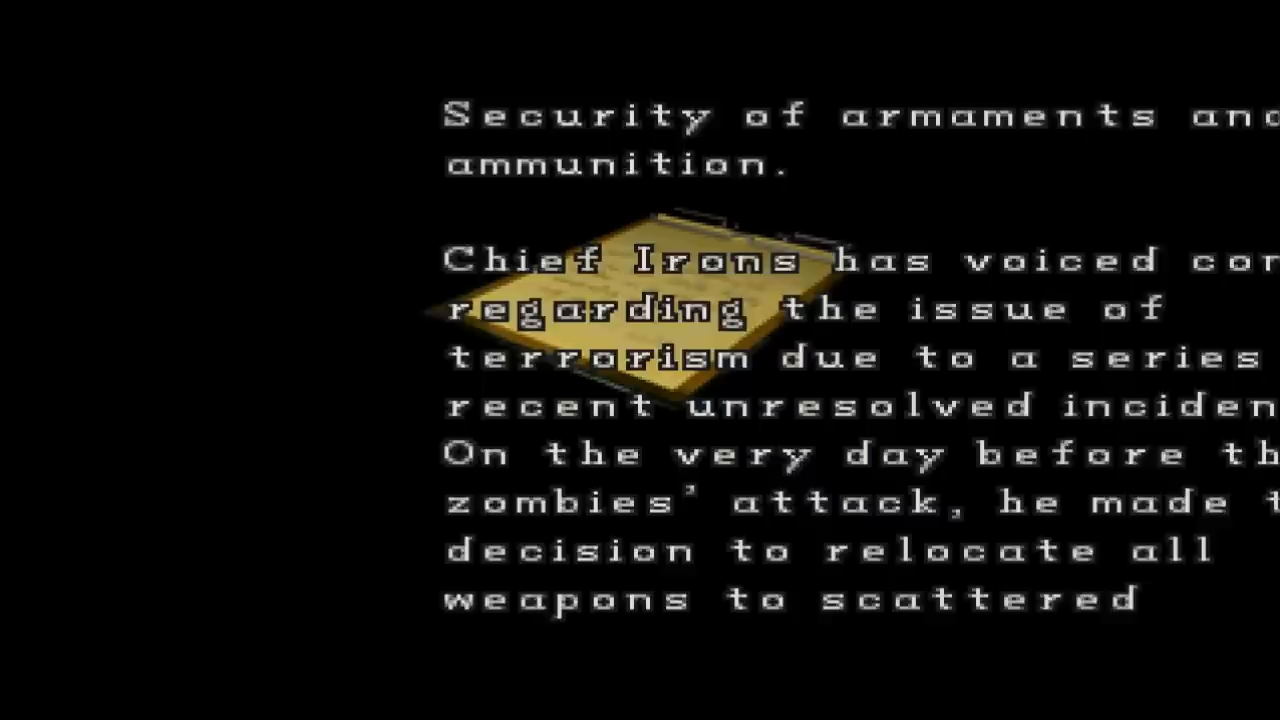 Security of armaments and
ammunition.
Chief Irons has voiced
regarding the issue of
terrorism due to a series
recent unresolved
On the very day before
zombies' attack, he made
decision to relocate all
weapons to scattered